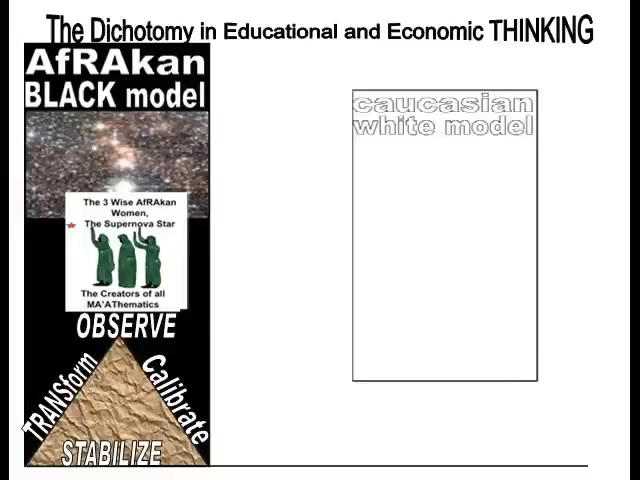 The Dichotomy in Educational and Economic THINKING
AfRAkan
BLACK model
caucasian
white model
The 3 Wise AfRAkan
Women,
The Supernova Star
The Creators of all
MA'AThematics
OBSERVE
TRANSform
Calibrate
STABILIZE